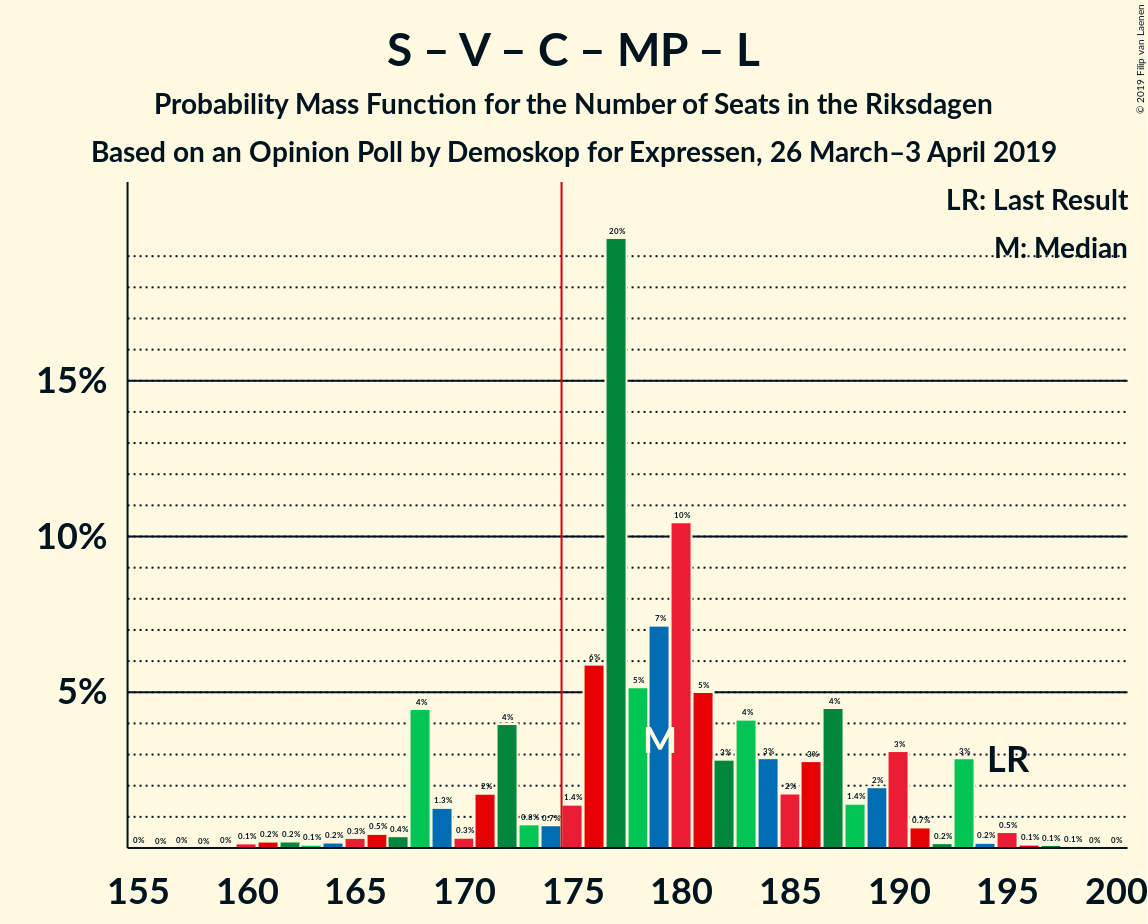 S – V – C – MP – L
Probability Mass Function for the Number of Seats in the Riksdagen
Based on an Opinion Poll by Demoskop for Expressen, 26 March–3 April 2019
© 2019 Filip van Laenen
LR: Last Result
M: Median
15%
10%
5%
0% 0% 0% 0% 0% 0.1% 0.2% 0.2% 0.1% 0.2% 0.3% 0.5% 0.4% 4% 1.3% 0.3% 2% 4% 0.8% 0.7% 1.4% 6% 20% 5% 7% 10% 5% 3% 4% 3% 2% 3% 4% 1.4% 2% 3% 0.7% 0.2% 3% 0.2% 0.5% 0.1% 0.1% 0.1% 0% 0%
M
LR
155 160 165 170 175 180 185 190 195 200